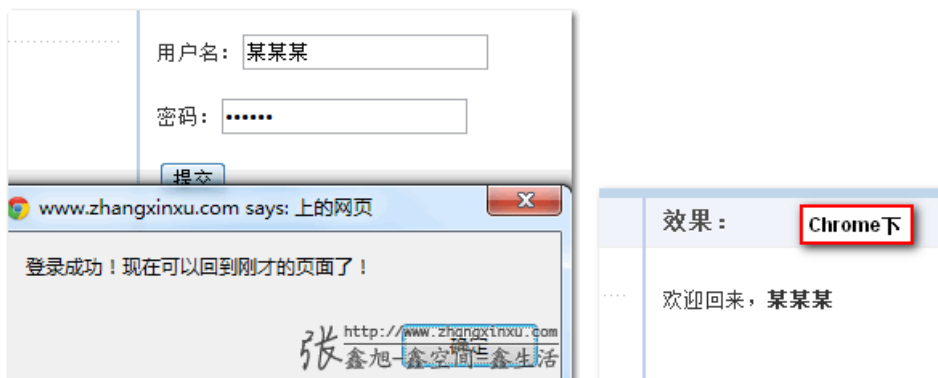 用户名：某某某
密码：••••••
提交
www.zhangxinxu.com says: 上的网页
登录成功！现在可以回到刚才的页面了！
确定
张
http://www.zhangxinxu.com
鑫旭-鑫空间-鑫生活
效果：
Chrome下
欢迎回来，某某某